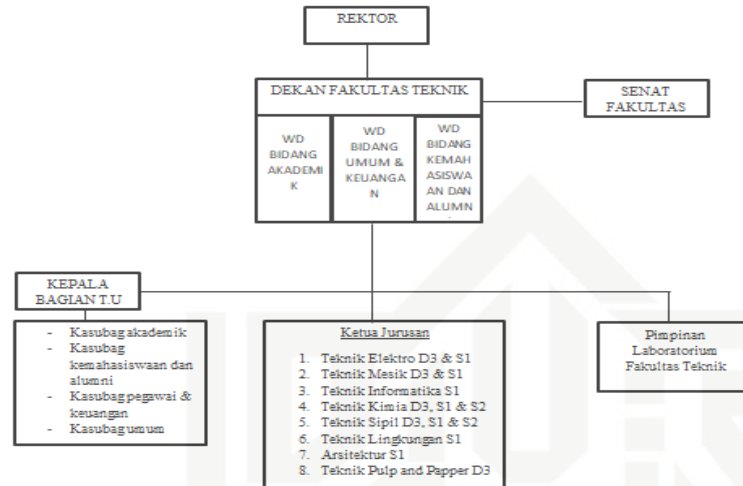 REKTOR
DEKAN FAKULTAS TEKNIK
SENAT
FAKULTAS
WD
BIDANG
AKADEMI
K
WD
BIDANG
UMUM &
KEUANGA
N
WD
BIDANG
KEMAH
ASISWA
AN DAN
ALUMN
KEPALA
BAGIAN T.U
- Kasubag akademik
- Kasubag
kemahasiswaan dan
alumni
- Kasubag pegawai &
keuangan
- Kasubag umum
Ketua Jurusan
1. Teknik Elektro D3 & S1
2. Teknik Mesik D3 & S1
3. Teknik Informatika S1
4. Teknik Kimia D3, S1 & S2
5. Teknik Sipil D3, S1 & S2
6. Teknik Lingkungan S1
7. Arsitektur S1
8. Teknik Pulp and Papper D3
Pimpinan
Laboratorium
Fakultas Teknik